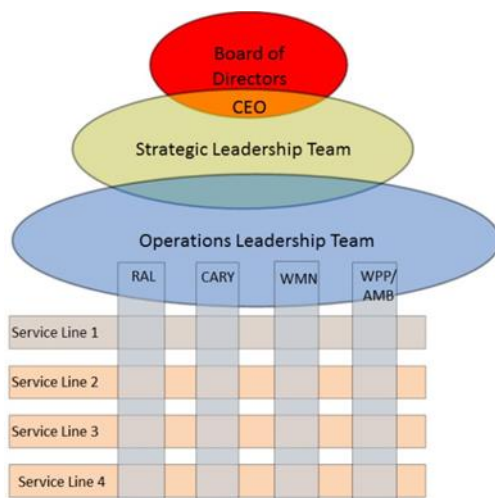 Board of
Directors
CEO
Strategic Leadership Team
Operations Leadership Team
RAL CARY WMN WPP/
AMB
Service Line 1
Service Line 2
Service Line 3
Service Line 4